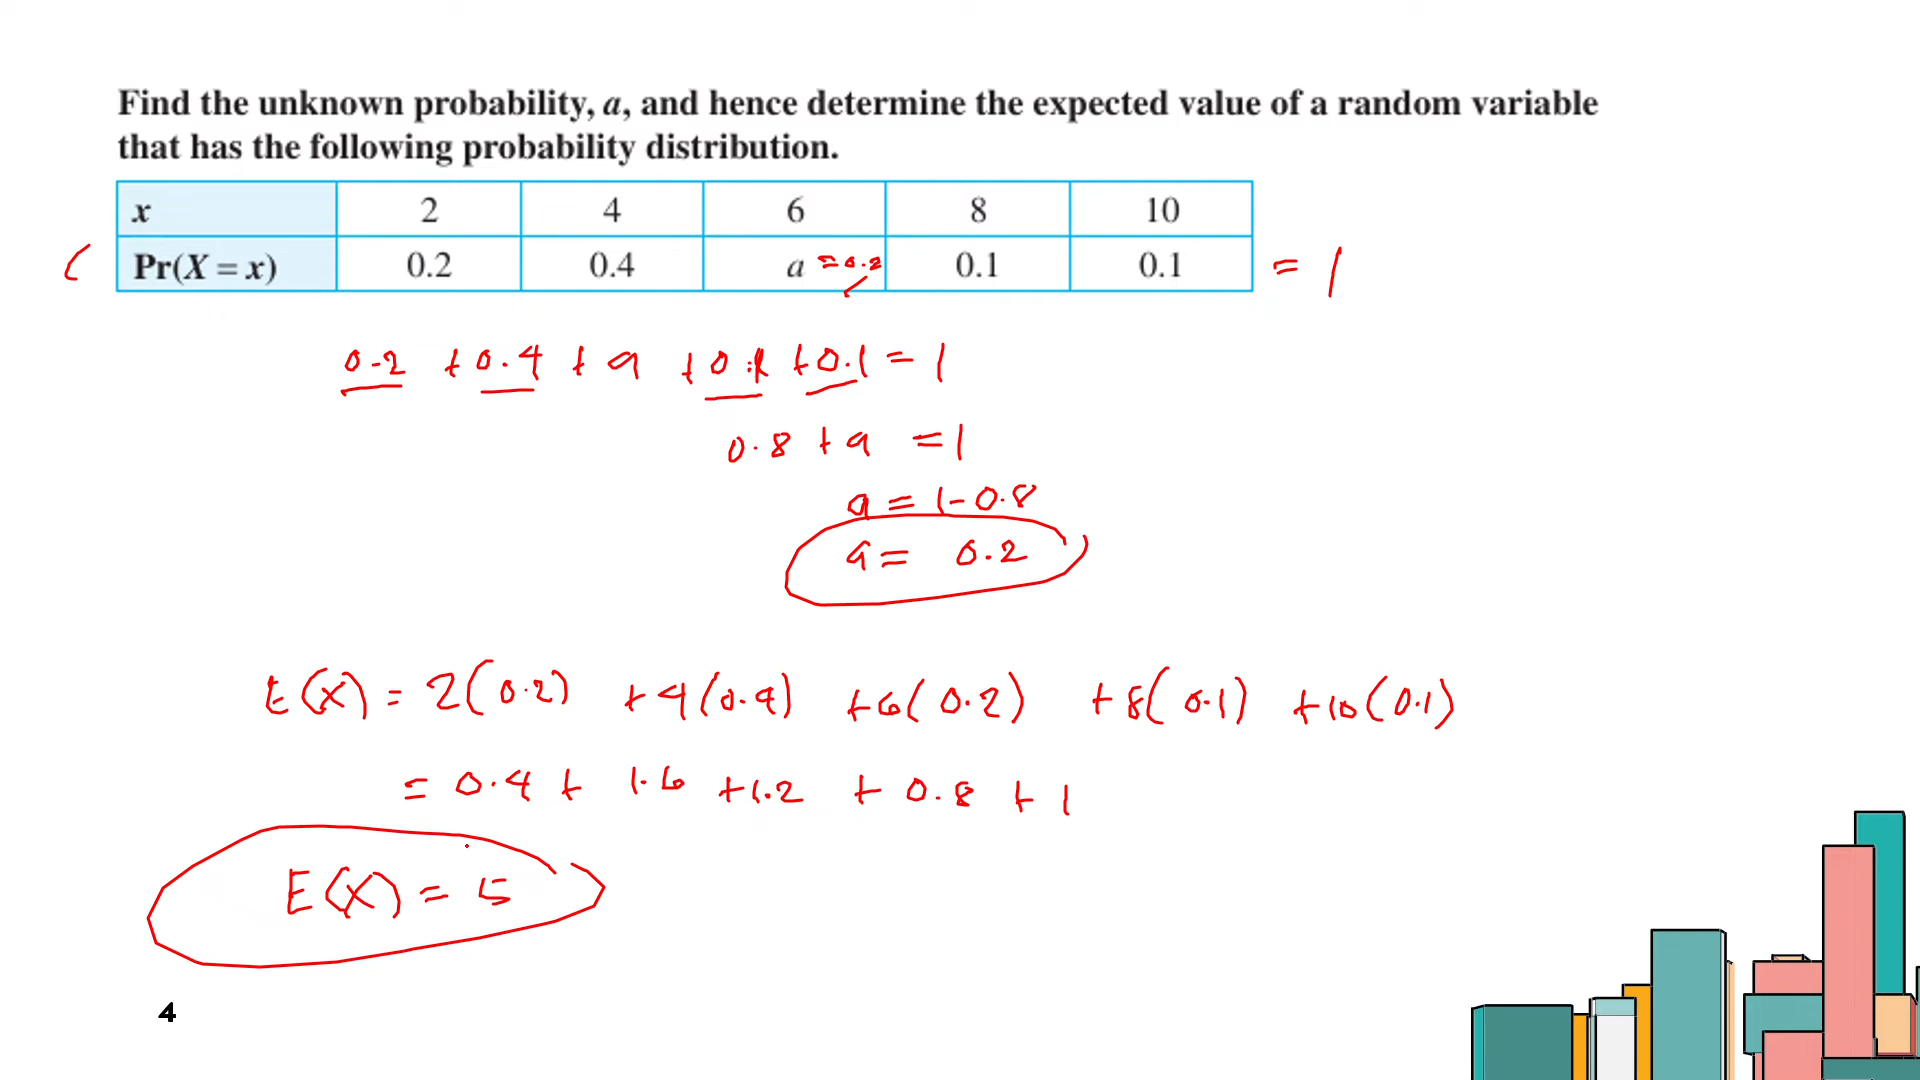 Find the unknown probability, a, and hence determine the expected value of a random variable
that has the following probability distribution.
x 2 4 6 8 10
( Pr(X = x) 0.2 0.4 a = 0.2 0.1 0.1 = 1
0.2 + 0.4 + a + 0.1 + 0.1 = 1
0.8 + a = 1
a = 1 - 0.8
a = 0.2
E(X) = 2(0.2) + 4(0.4) + 6(0.2) + 8(0.1) + 10(0.1)
= 0.4 + 1.6 + 1.2 + 0.8 + 1
E(X) = 5
4